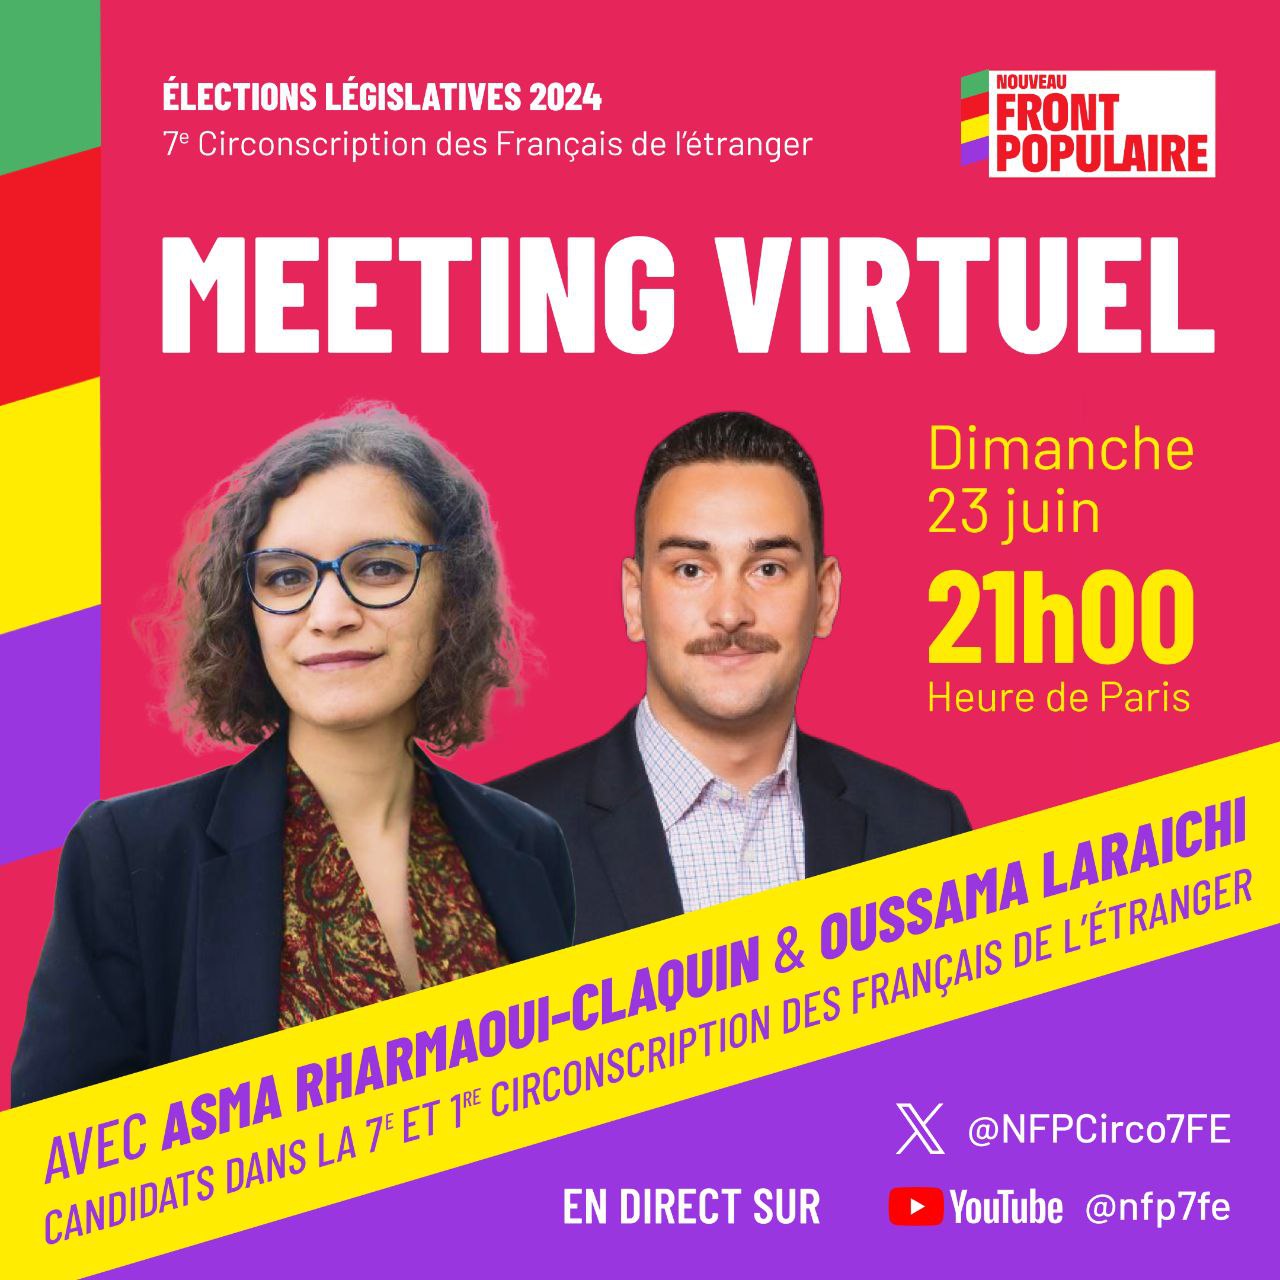 ÉLECTIONS LÉGISLATIVES 2024
7e Circonscription des Français de l'étranger
NOUVEAU
FRONT
POPULAIRE
MEETING VIRTUEL
Dimanche
23 juin
21h00
Heure de Paris
AVEC ASMA RHARMAOUI-CLAQUIN & OUSSAMA LARAICHI
CANDIDATS DANS LA 7E ET 1RE CIRCONSCRIPTION DES FRANÇAIS DE L'ÉTRANGER
X @NFPCirco7FE
EN DIRECT SUR YouTube @nfp7fe